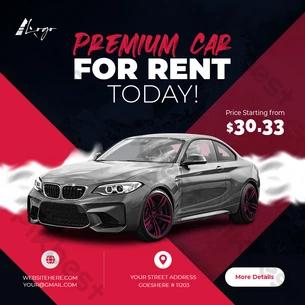 Logo
PREMIUM CAR
FOR RENT
TODAY!
Price Starting from
$30.33
WEBSITEHERE.COM
YOUR@GMAIL.COM
YOUR STREET ADDRESS
GOESHERE # 11203
More Details